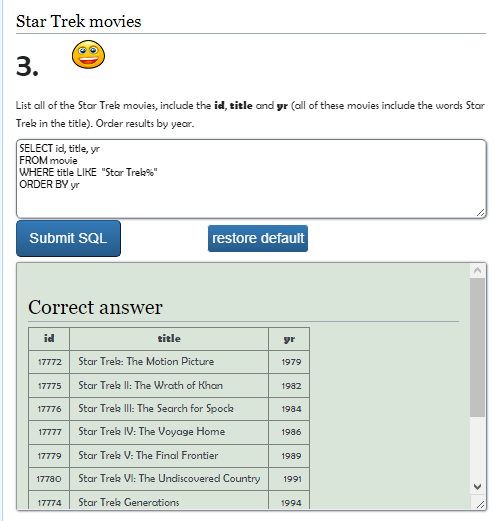 Star Trek movies
3.
List all of the Star Trek movies, include the id, title and yr (all of these movies include the words Star
Trek in the title). Order results by year.
SELECT id, title, yr
FROM movie
WHERE title LIKE "Star Trek%"
ORDER BY yr
Submit SQL restore default
Correct answer
id title yr
17772 Star Trek: The Motion Picture 1979
17775 Star Trek II: The Wrath of Khan 1982
17776 Star Trek III: The Search for Spock 1984
17777 Star Trek IV: The Voyage Home 1986
17779 Star Trek V: The Final Frontier 1989
17780 Star Trek VI: The Undiscovered Country 1991
17774 Star Trek Generations 1994